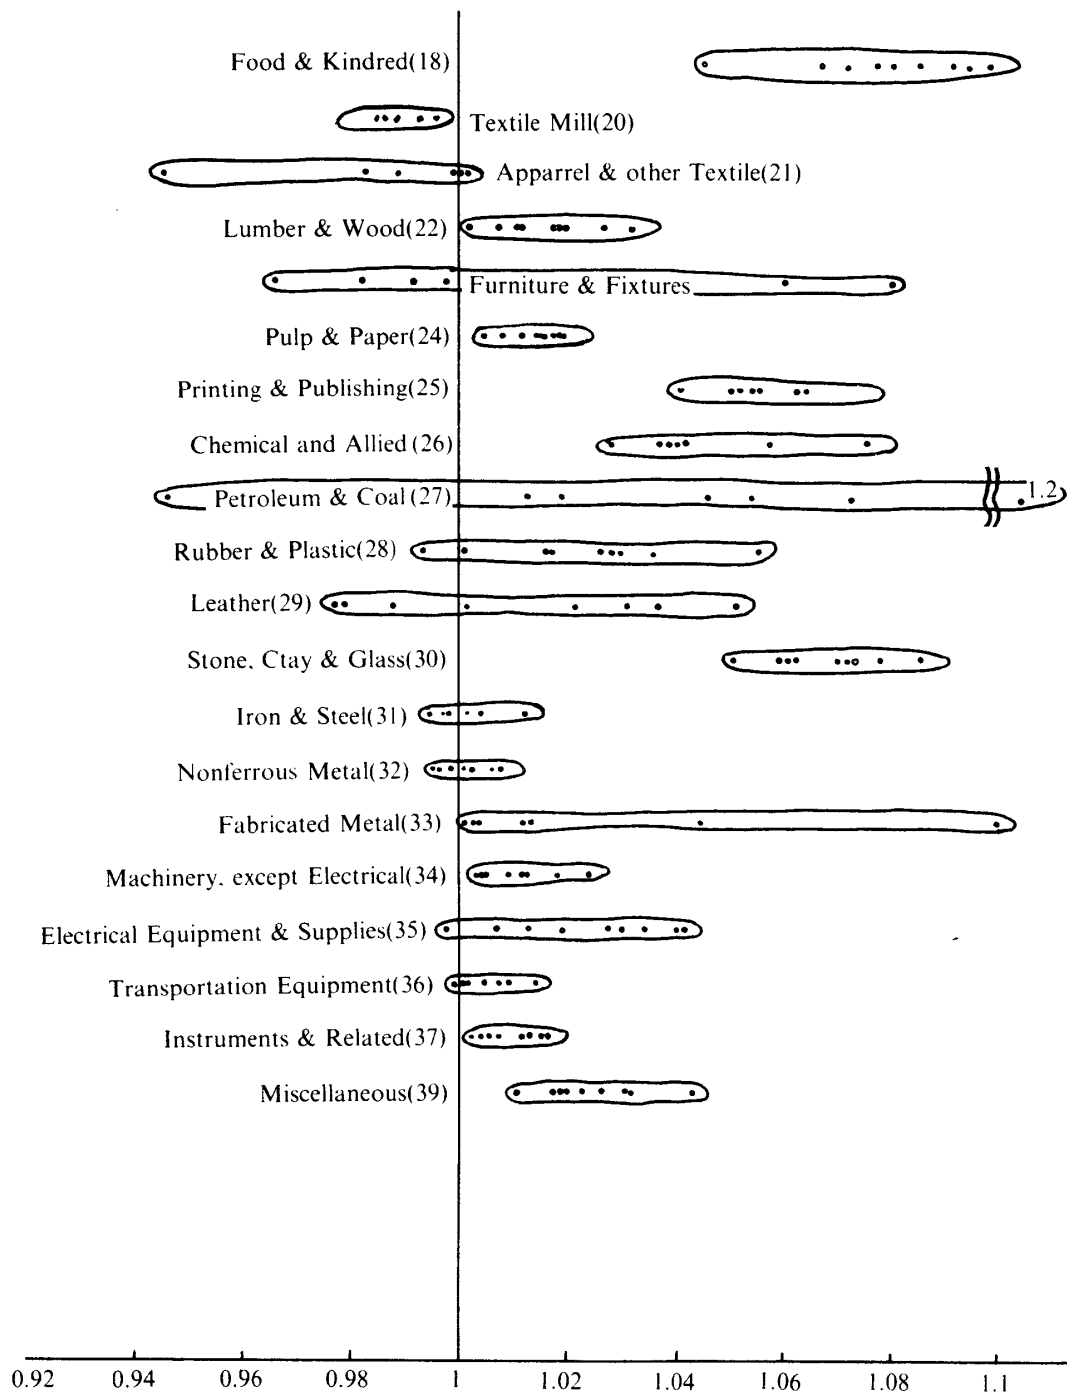 Food & Kindred(18)
Textile Mill(20)
Apparrel & other Textile(21)
Lumber & Wood(22)
Furniture & Fixtures
Pulp & Paper(24)
Printing & Publishing(25)
Chemical and Allied (26)
Petroleum & Coal (27)
1.2
Rubber & Plastic(28)
Leather(29)
Stone. Ctay & Glass(30)
Iron & Steel(31)
Nonferrous Metal(32)
Fabricated Metal(33)
Machinery. except Electrical(34)
Electrical Equipment & Supplies(35)
Transportation Equipment(36)
Instruments & Related(37)
Miscellaneous(39)
0.92 0.94 0.96 0.98 1 1.02 1.04 1.06 1.08 1.1